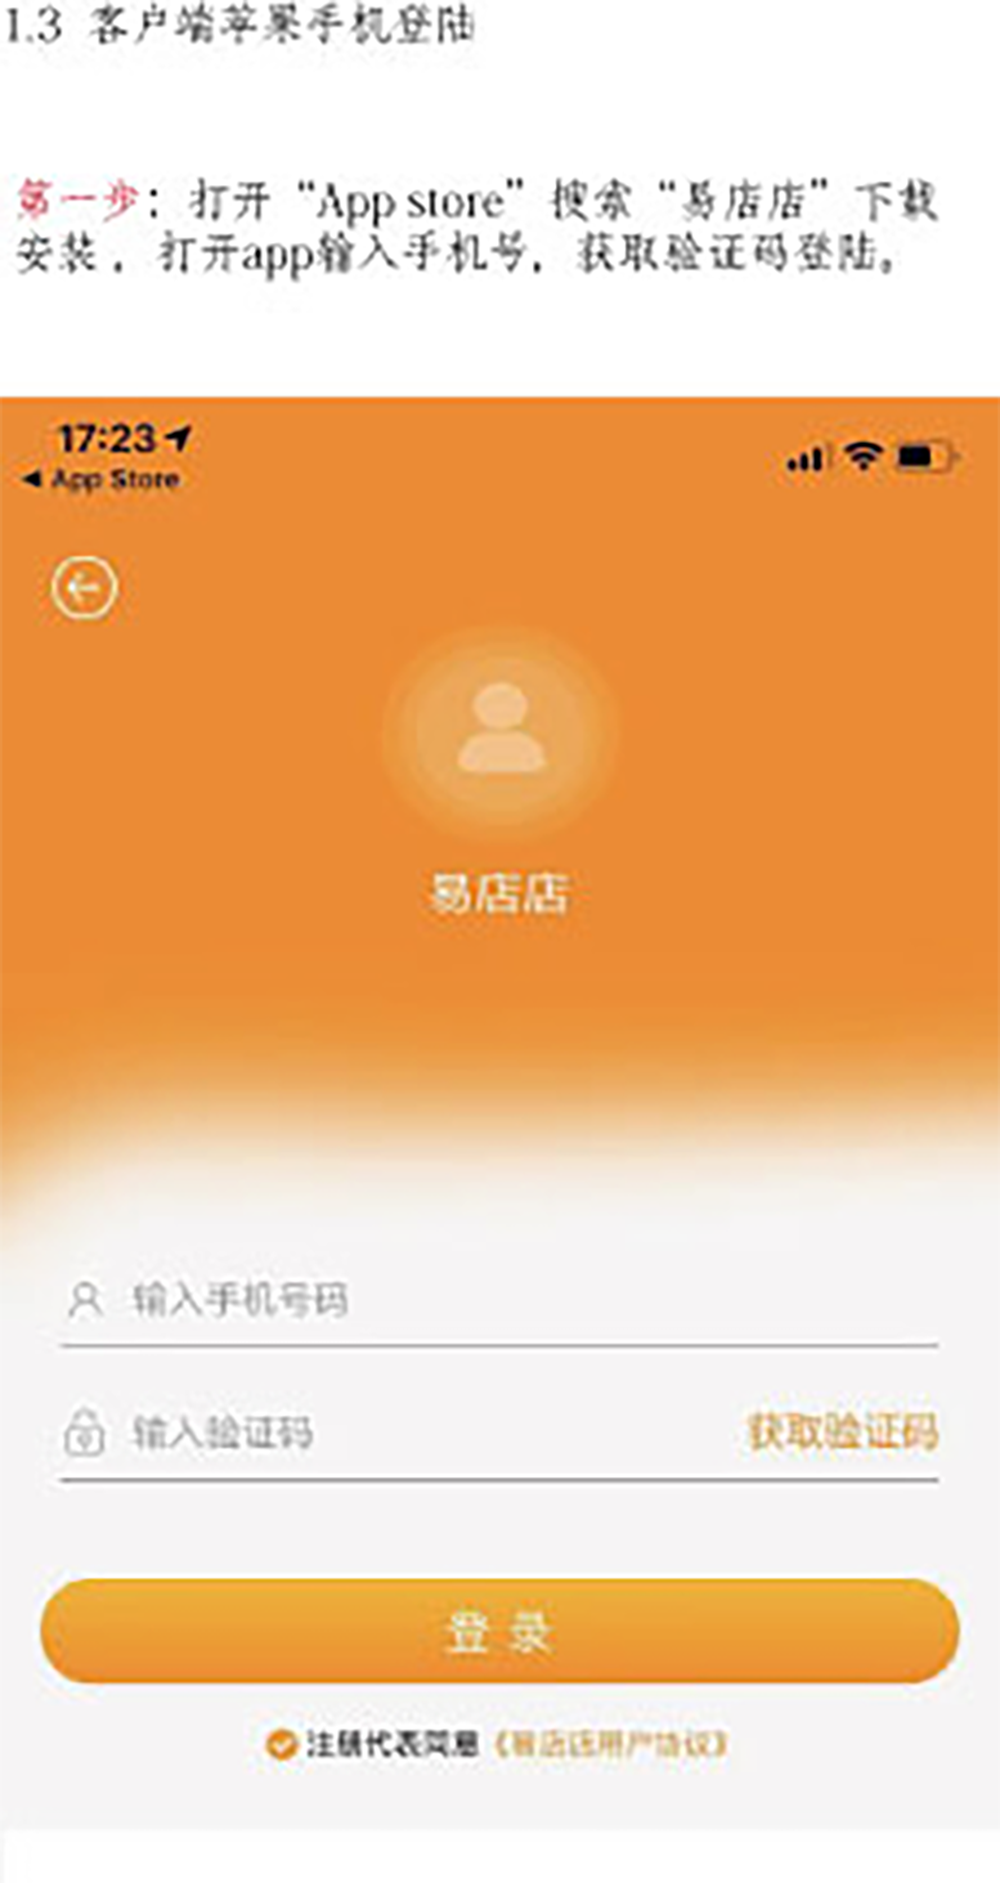 1.3 客户端苹果手机登陆
第一步：打开“App store”搜索“易店店”下载
安装，打开app输入手机号，获取验证码登陆。
17:23
App Store
易店店
输入手机号码
输入验证码 获取验证码
登录
注册代表同意《易店店用户协议》